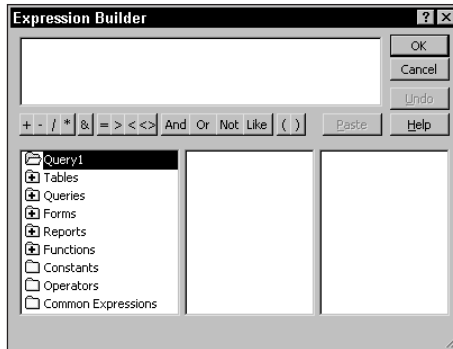 Expression Builder
? X
OK
Cancel
Undo
+ - / * & = > < <> And Or Not Like ( ) Paste Help
Query1
Tables
Queries
Forms
Reports
Functions
Constants
Operators
Common Expressions